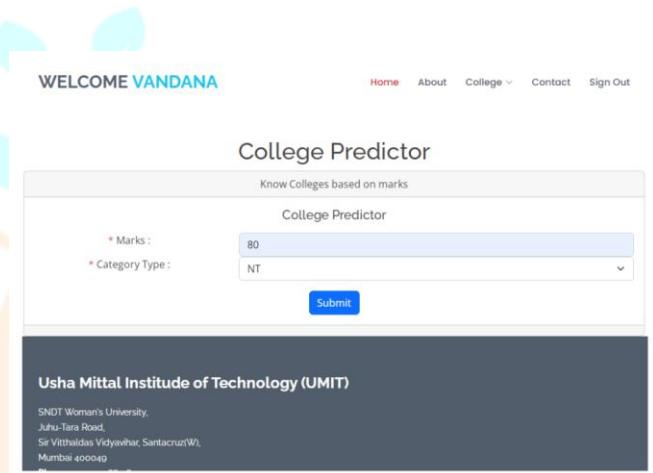 WELCOME VANDANA
Home About College Contact Sign Out
College Predictor
Know Colleges based on marks
College Predictor
* Marks :
80
* Category Type :
NT
Submit
Usha Mittal Institude of Technology (UMIT)
SNDT Woman's University,
Juhu-Tara Road,
Sir Vitthaldas Vidyavihar, Santacruz(W),
Mumbai 400049